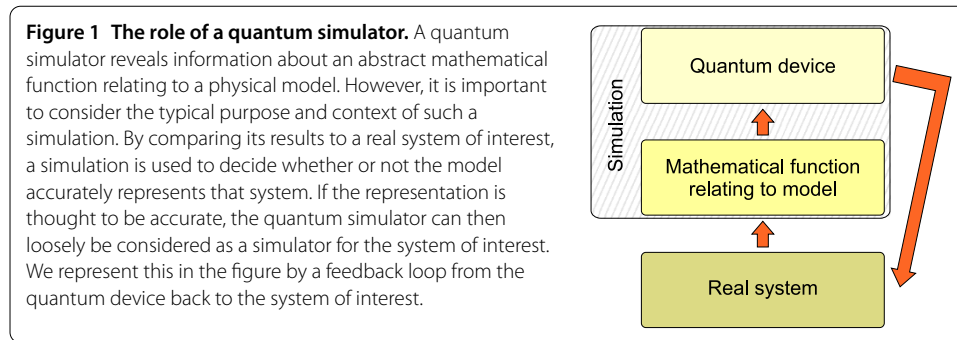 Figure 1 The role of a quantum simulator. A quantum
simulator reveals information about an abstract mathematical
function relating to a physical model. However, it is important
to consider the typical purpose and context of such a
simulation. By comparing its results to a real system of interest,
a simulation is used to decide whether or not the model
accurately represents that system. If the representation is
thought to be accurate, the quantum simulator can then
loosely be considered as a simulator for the system of interest.
We represent this in the figure by a feedback loop from the
quantum device back to the system of interest.
Simulation
Quantum device
Mathematical function
relating to model
Real system